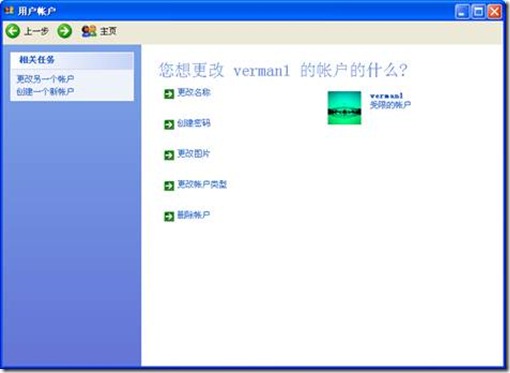 用户帐户
上一步 主页
相关任务
更改另一个帐户
创建一个新帐户
您想更改 verman1 的帐户的什么?
更改名称
创建密码
更改图片
更改帐户类型
删除帐户
verman1
受限的帐户